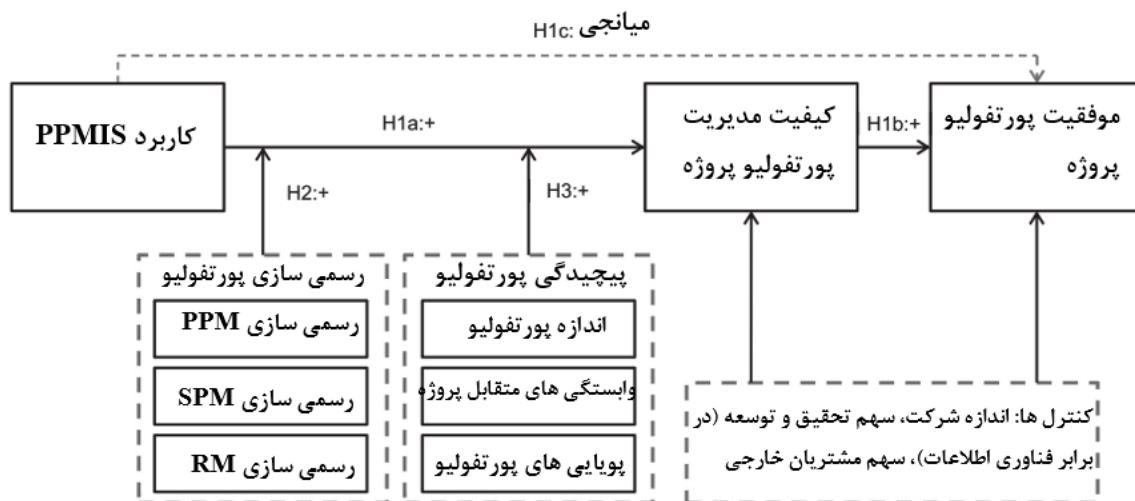 H1c: میانجی
کاربرد PPMIS
H1a:+
کیفیت مدیریت
پورتفولیو پروژه
H1b:+
موفقیت پورتفولیو
پروژه
H2:+
H3:+
رسمی سازی پورتفولیو
رسمی سازی PPM
رسمی سازی SPM
رسمی سازی RM
پیچیدگی پورتفولیو
اندازه پورتفولیو
وابستگی های متقابل پروژه
پویایی های پورتفولیو
کنترل ها: اندازه شرکت، سهم تحقیق و توسعه (در
برابر فناوری اطلاعات)، سهم مشتریان خارجی